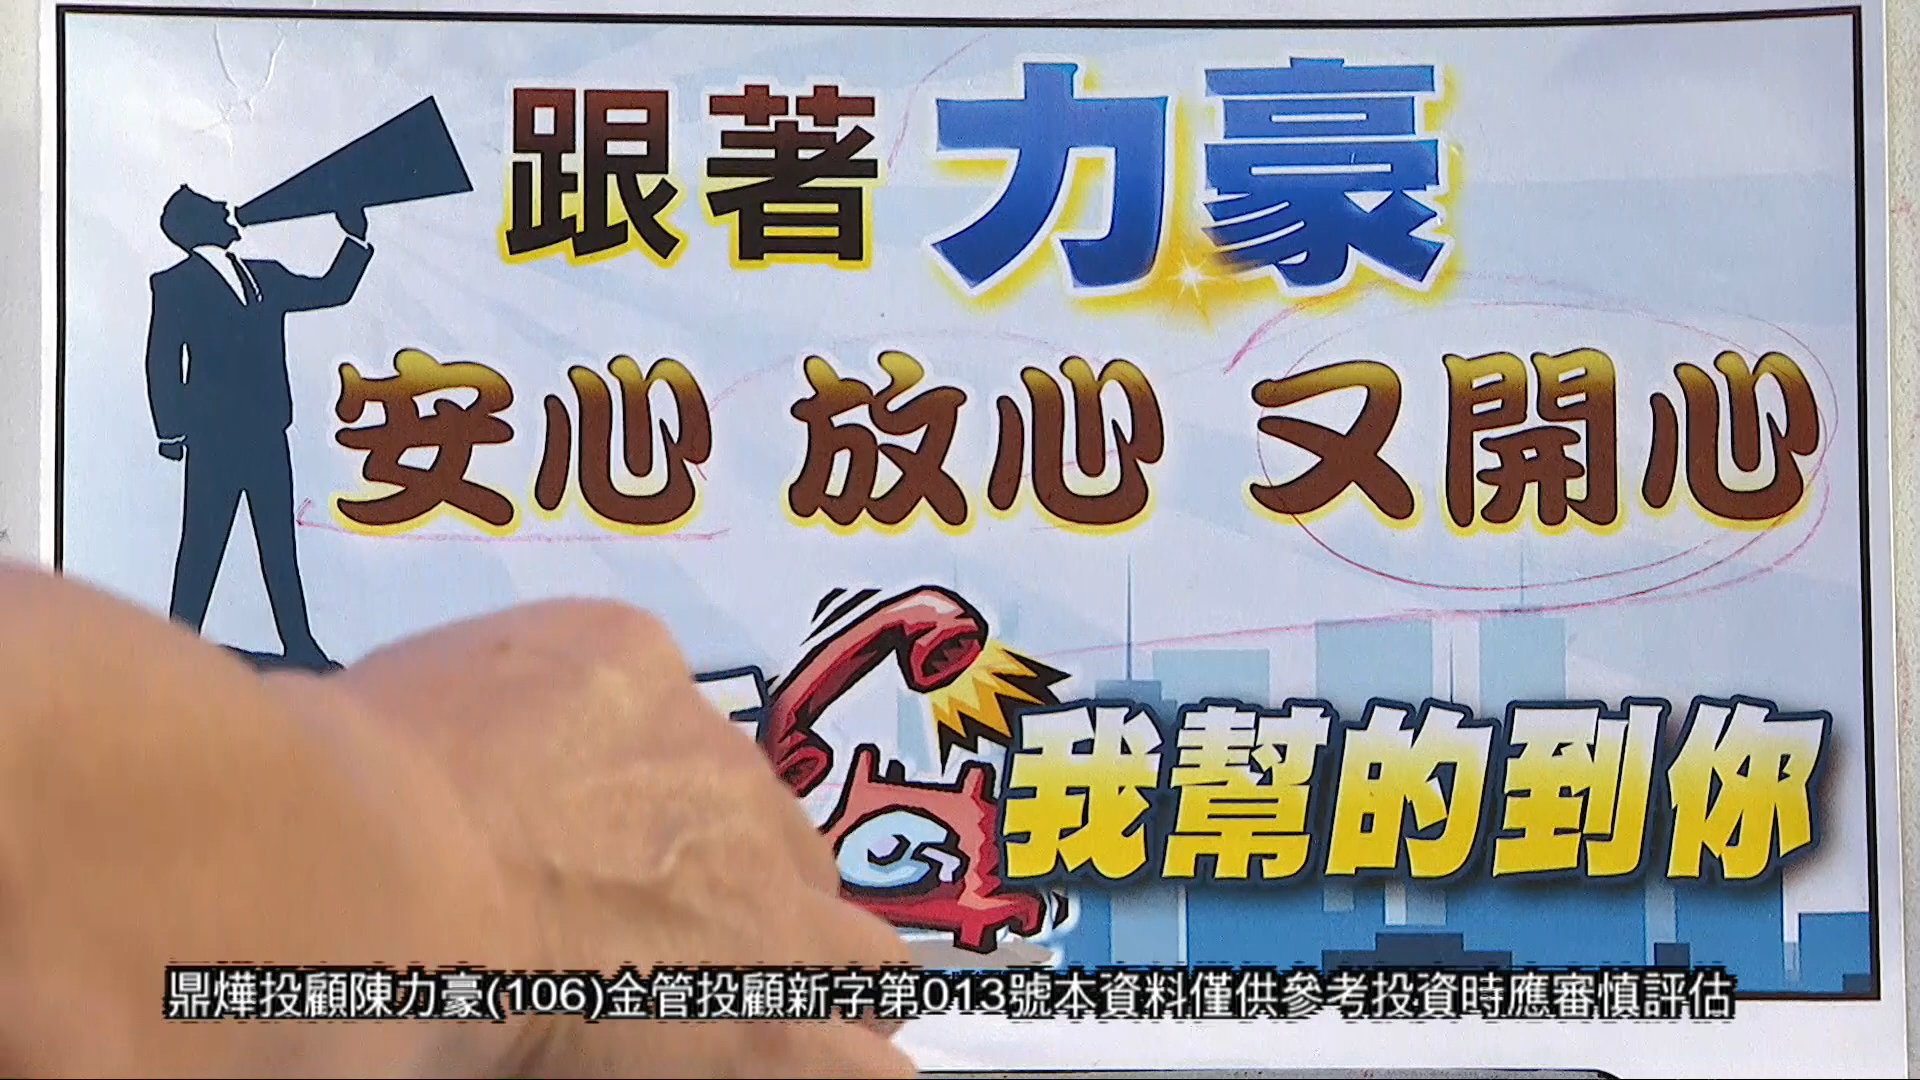 跟著力豪
安心 放心 又開心
我幫的到你
鼎燁投顧陳力豪(106)金管投顧新字第013號本資料僅供參考投資時應審慎評估